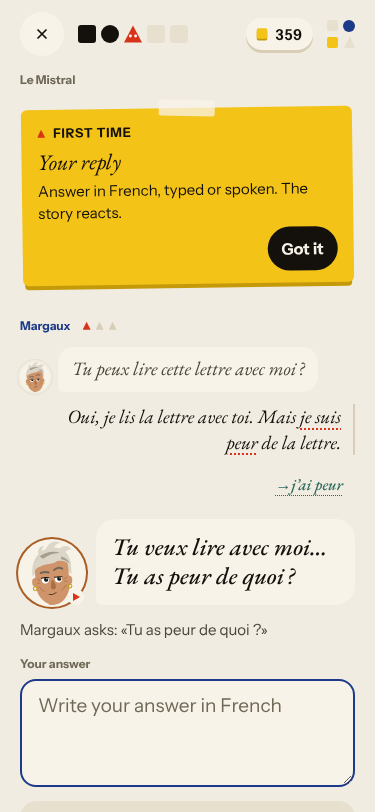 359
Le Mistral
FIRST TIME
Your reply
Answer in French, typed or spoken. The
story reacts.
Got it
Margaux
Tu peux lire cette lettre avec moi ?
Oui, je lis la lettre avec toi. Mais je suis
peur de la lettre.
→ j'ai peur
Tu veux lire avec moi...
Tu as peur de quoi ?
Margaux asks: «Tu as peur de quoi ?»
Your answer
Write your answer in French